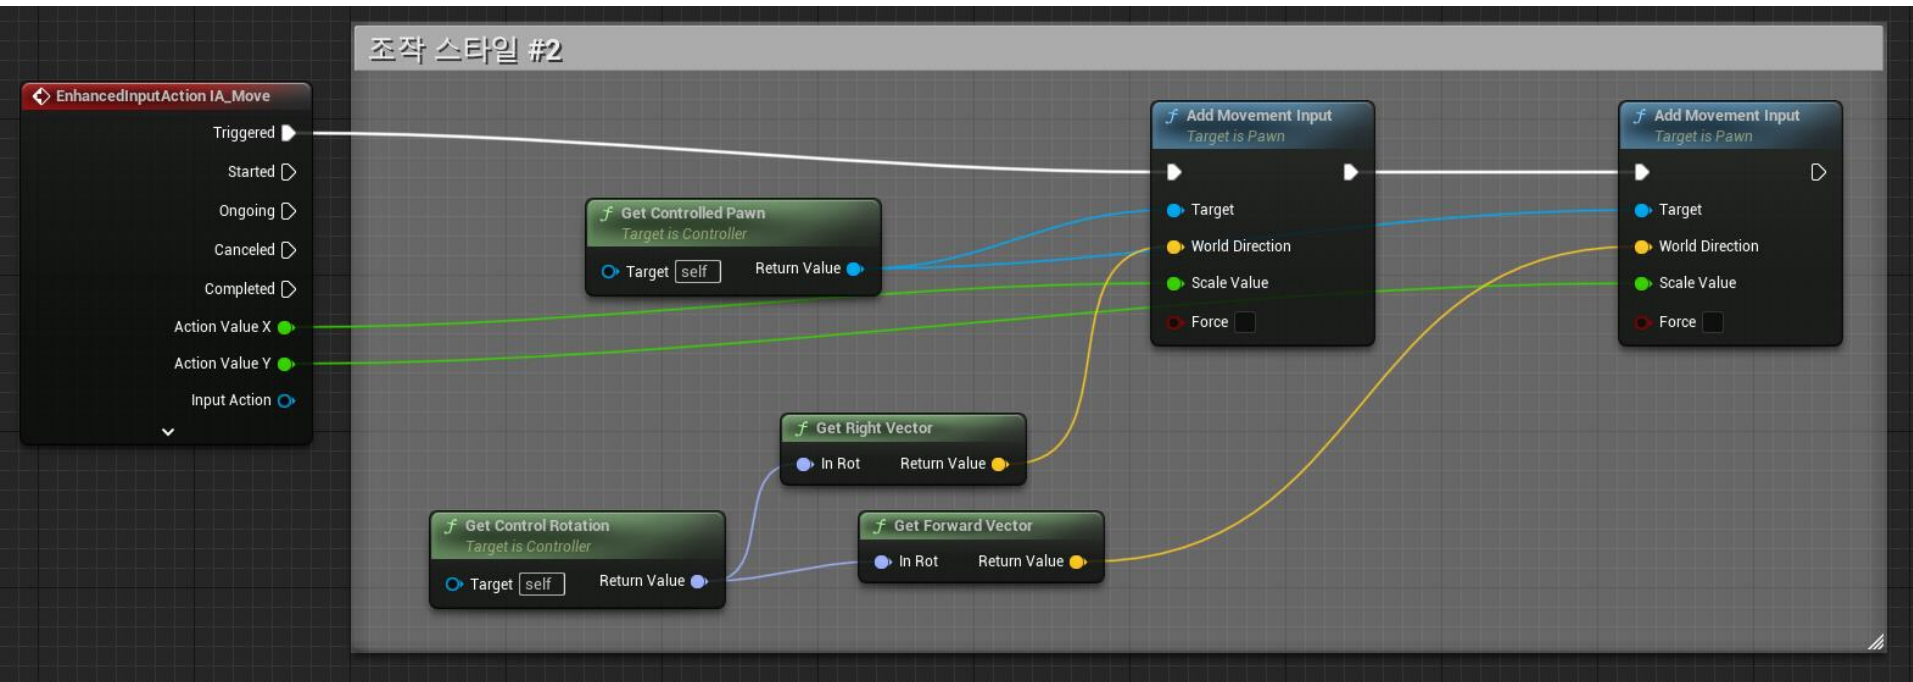 조작 스타일 #2
EnhancedInputAction IA_Move
Triggered
Started
Ongoing
Canceled
Completed
Action Value X
Action Value Y
Input Action
Get Controlled Pawn
Target is Controller
Target self Return Value
Add Movement Input
Target is Pawn
Target
World Direction
Scale Value
Force
Add Movement Input
Target is Pawn
Target
World Direction
Scale Value
Force
Get Right Vector
In Rot Return Value
Get Control Rotation
Target is Controller
Target self Return Value
Get Forward Vector
In Rot Return Value